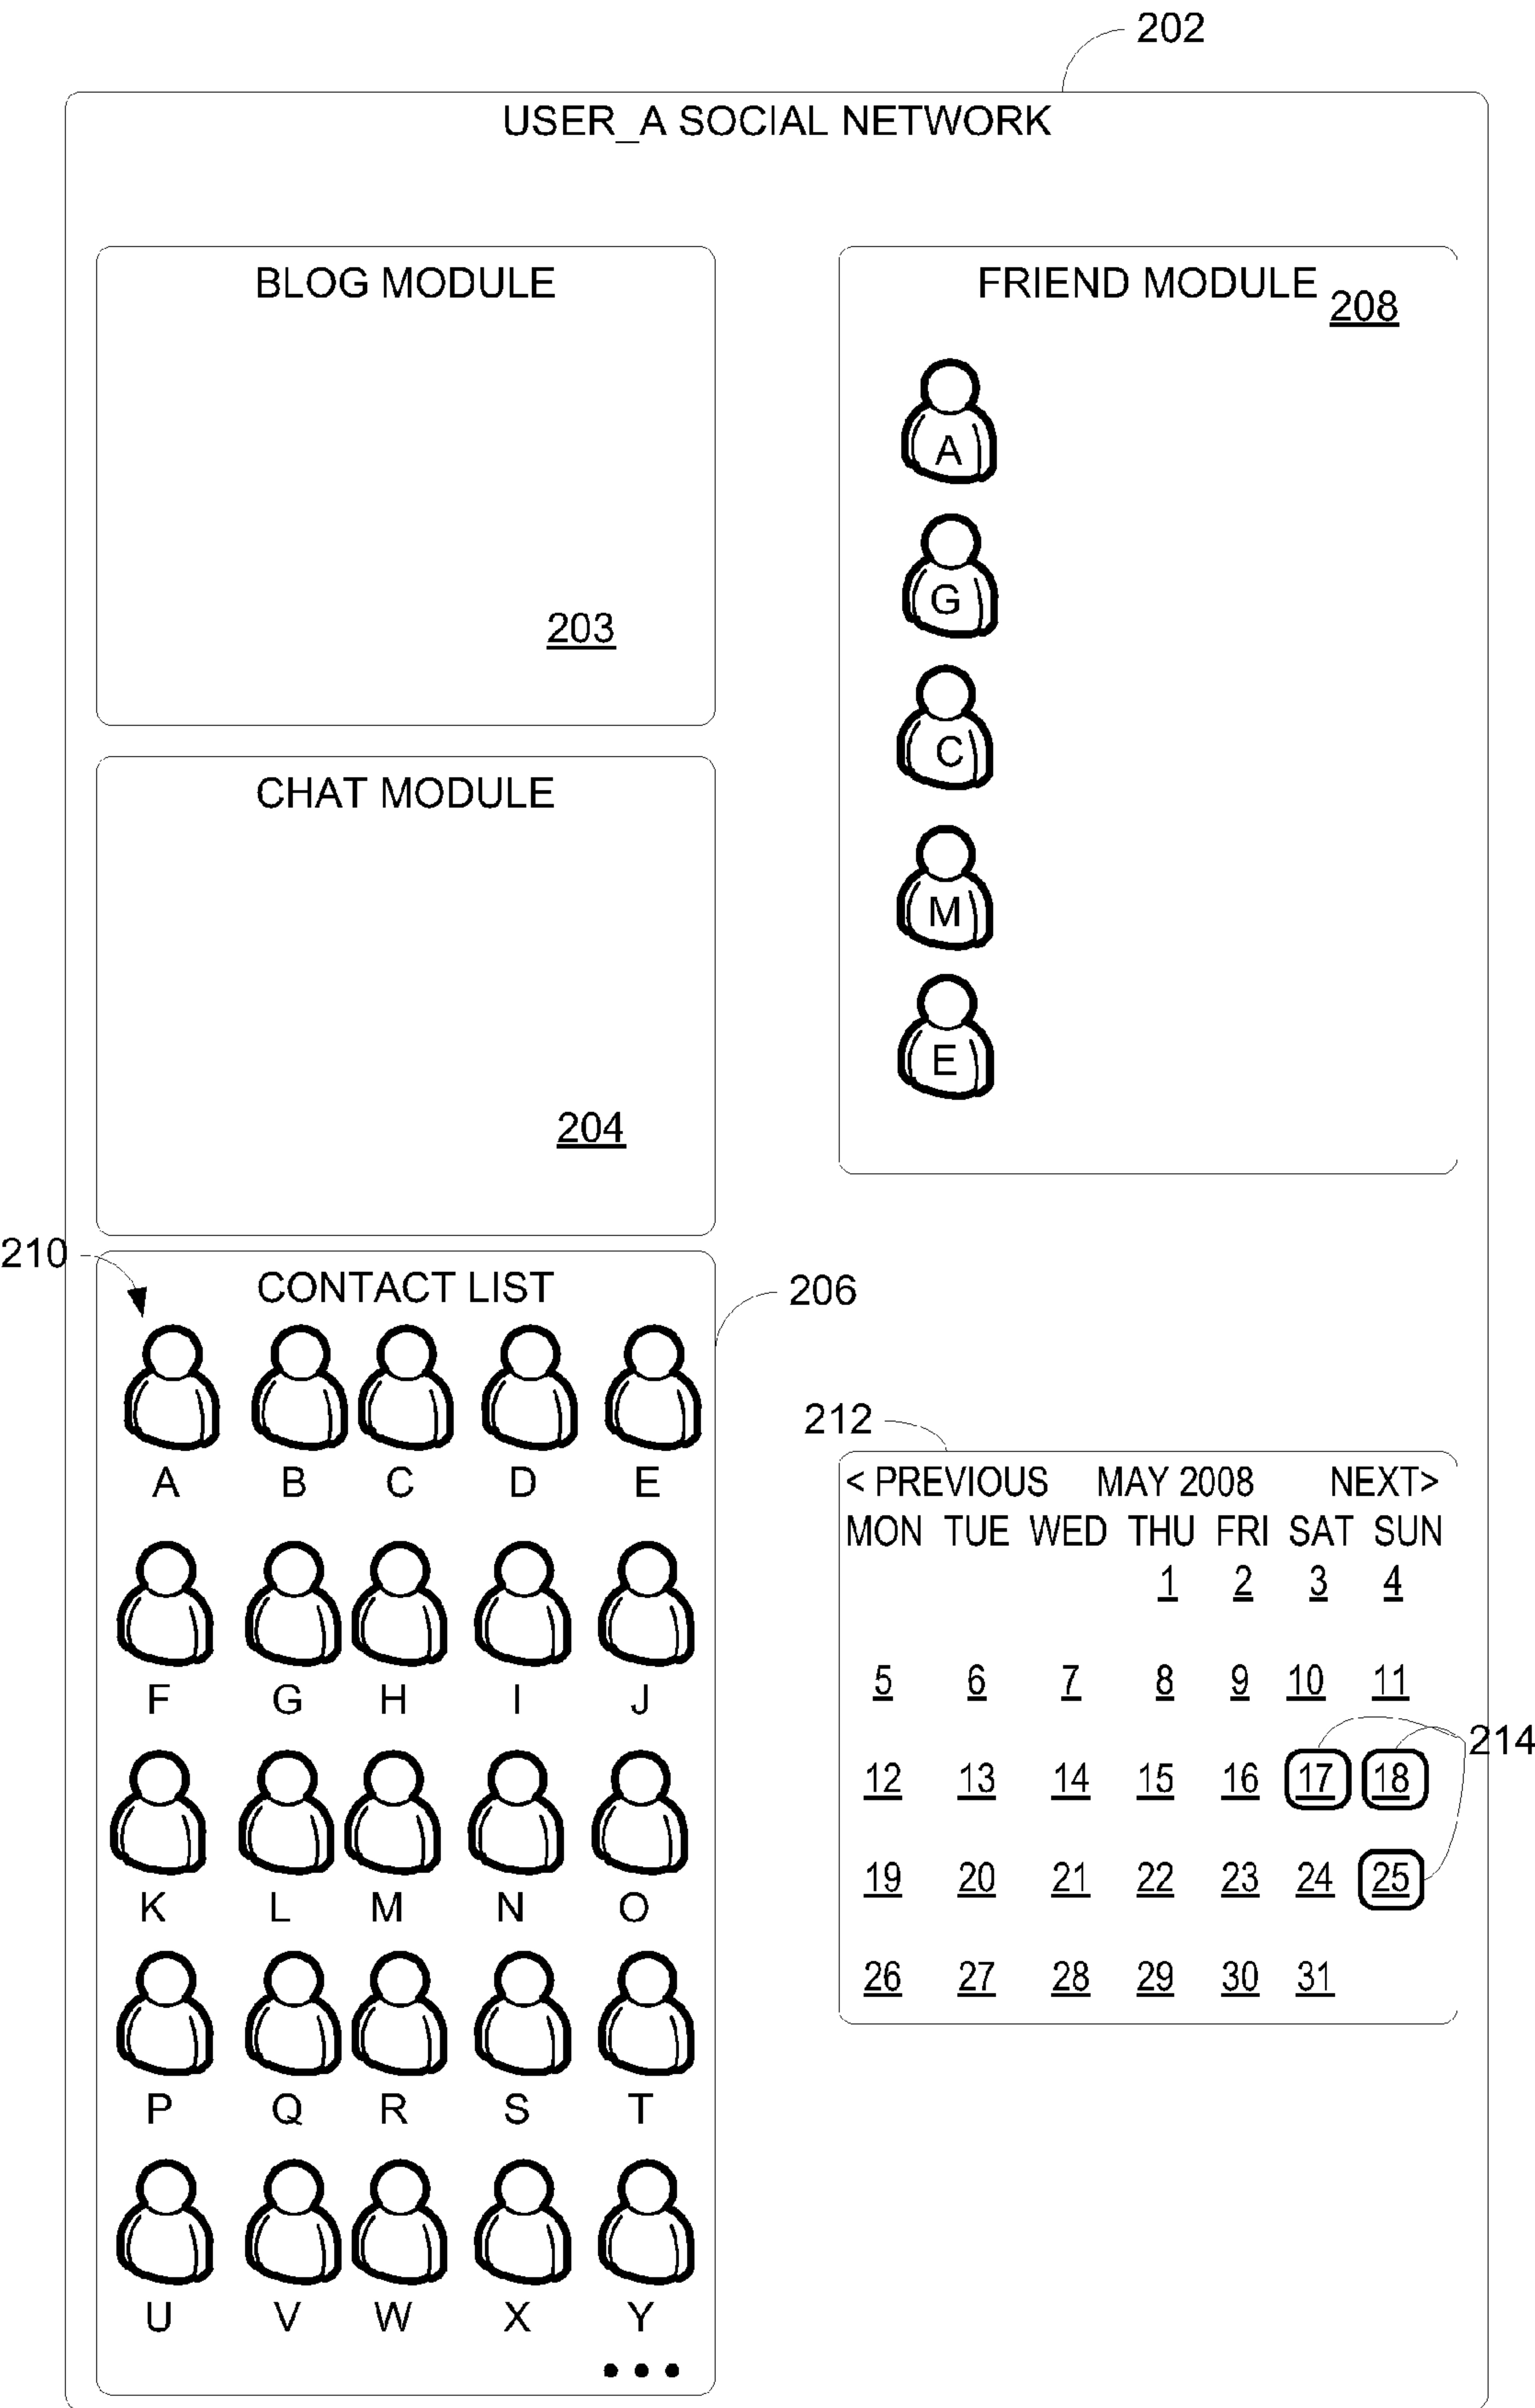 202
USER_A SOCIAL NETWORK
BLOG MODULE
203
CHAT MODULE
204
FRIEND MODULE
208
A
G
C
M
E
210
CONTACT LIST
206
A B C D E
F G H I J
K L M N O
P Q R S T
U V W X Y
• • •
212
< PREVIOUS MAY 2008 NEXT>
MON TUE WED THU FRI SAT SUN
1 2 3 4
5 6 7 8 9 10 11
12 13 14 15 16 17 18
214
19 20 21 22 23 24 25
26 27 28 29 30 31